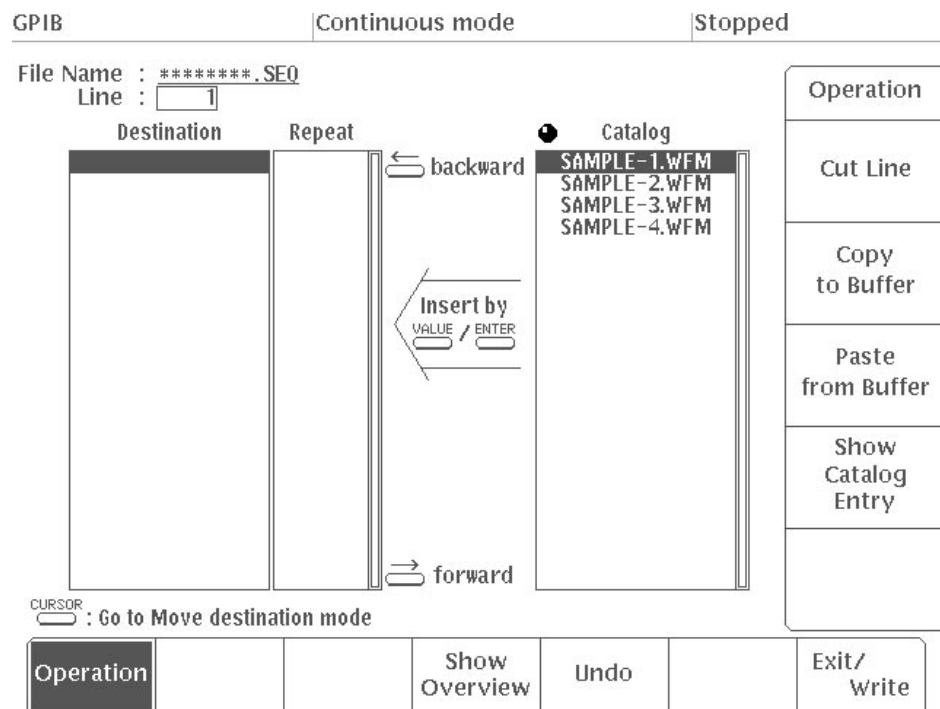 GPIB Continuous mode Stopped
File Name : ********.SEQ
Line : 1
Destination Repeat Catalog
backward
SAMPLE-1.WFM
SAMPLE-2.WFM
SAMPLE-3.WFM
SAMPLE-4.WFM
Insert by
VALUE / ENTER
forward
CURSOR : Go to Move destination mode
Operation
Cut Line
Copy
to Buffer
Paste
from Buffer
Show
Catalog
Entry
Operation
Show
Overview
Undo
Exit/
Write